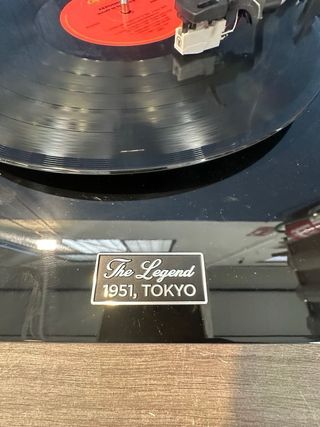 The Legend
1951, TOKYO